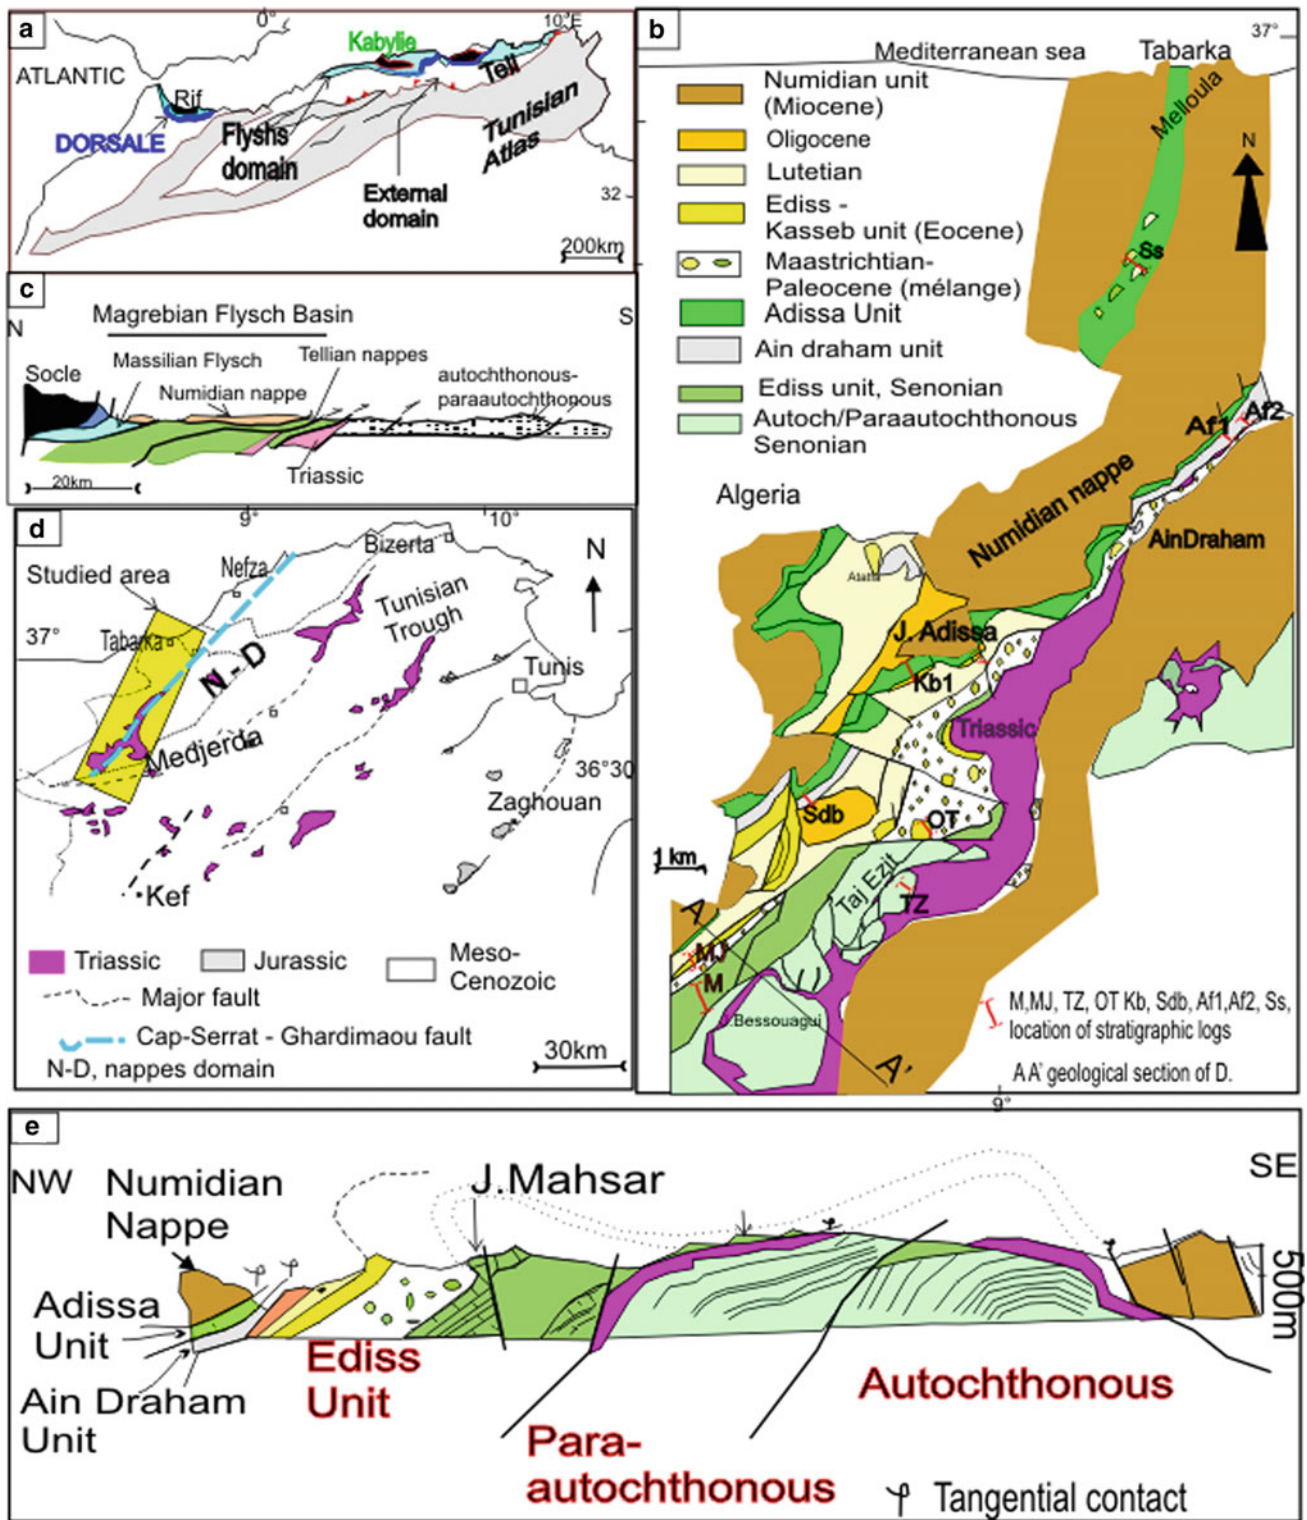 a
0°
10°E
Kabylie
ATLANTIC
Tell
Rif
DORSALE
Flyshs
domain
Tunisian
Atlas
External
domain
32
200km
c
N
S
Magrebian Flysch Basin
Massilian Flysch
Tellian nappes
Socle
Numidian nappe
autochthonous-
paraautochthonous
Triassic
20km
d
9°
10°
Bizerta
N
Nefza
Studied area
Tunisian
Trough
37°
Tabarka
N - D
Tunis
Medjerda
36°30
Zaghouan
Kef
Triassic
Jurassic
Meso-
Cenozoic
Major fault
Cap-Serrat - Ghardimaou fault
N-D, nappes domain
30km
b
37°
Mediterranean sea
Tabarka
Numidian unit
(Miocene)
Oligocene
Lutetian
Ediss -
Kasseb unit (Eocene)
Maastrichtian-
Paleocene (mélange)
Adissa Unit
Ain draham unit
Ediss unit, Senonian
Autoch/Paraautochthonous
Senonian
Melloula
N
Ss
Af1
Af2
Algeria
Numidian nappe
AinDraham
J. Adissa
Kb1
Triassic
Sdb
OT
1 km
Taj Ezit
TZ
A
MJ
M
J.Bessouagui
A'
M,MJ, TZ, OT Kb, Sdb, Af1,Af2, Ss,
location of stratigraphic logs
A A' geological section of D.
9°
e
NW
SE
Numidian
Nappe
J.Mahsar
Adissa
Unit
Ain Draham
Unit
Ediss
Unit
Para-
autochthonous
Autochthonous
500m
Tangential contact